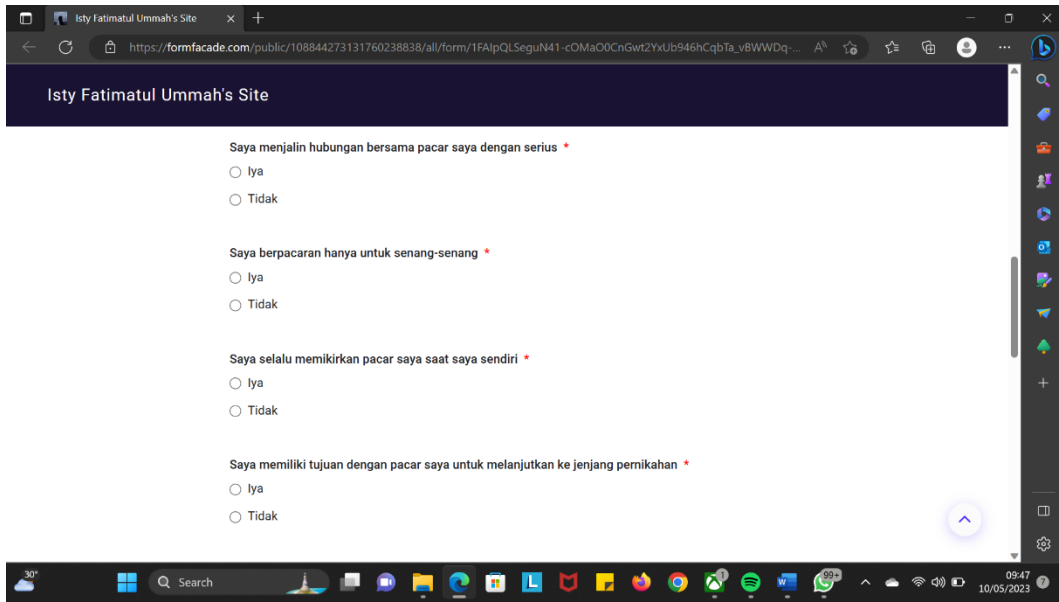 Isty Fatimatul Ummah's Site
https://formfacade.com/public/108844273131760238838/all/form/1FAIpQLSeguN41-cOMaO0CnGwt2YxUb946hCqbTa_vBWWDq-...
Isty Fatimatul Ummah's Site
Saya menjalin hubungan bersama pacar saya dengan serius *
Iya
Tidak
Saya berpacaran hanya untuk senang-senang *
Iya
Tidak
Saya selalu memikirkan pacar saya saat saya sendiri *
Iya
Tidak
Saya memiliki tujuan dengan pacar saya untuk melanjutkan ke jenjang pernikahan *
Iya
Tidak
30°
Search
99+
09:47
10/05/2023